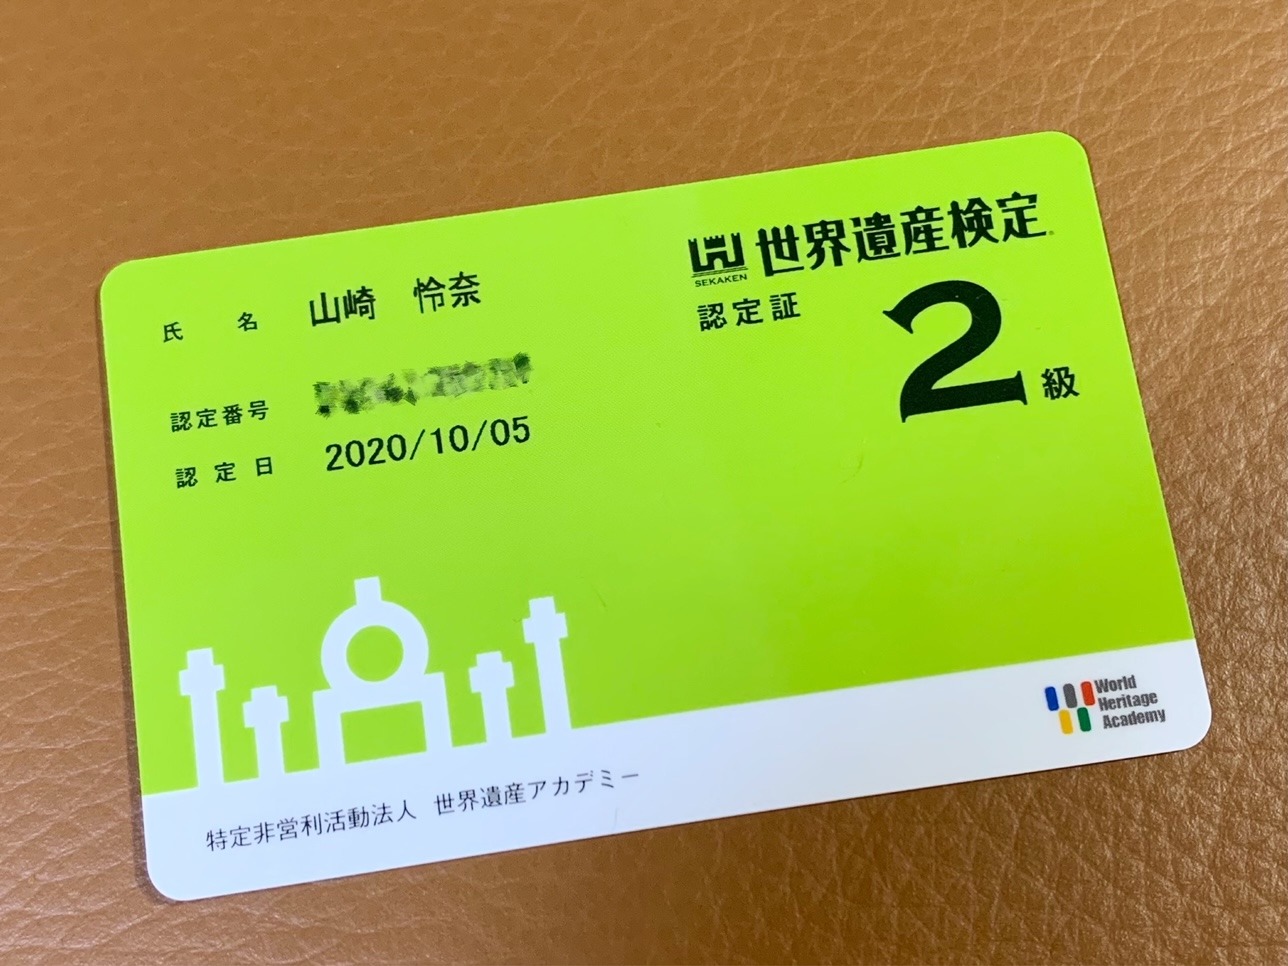 氏 名 山崎 怜奈
認定番号
認定日 2020/10/05
SEKAKEN
世界遺産検定
認定証
2級
特定非営利活動法人 世界遺産アカデミー
World
Heritage
Academy